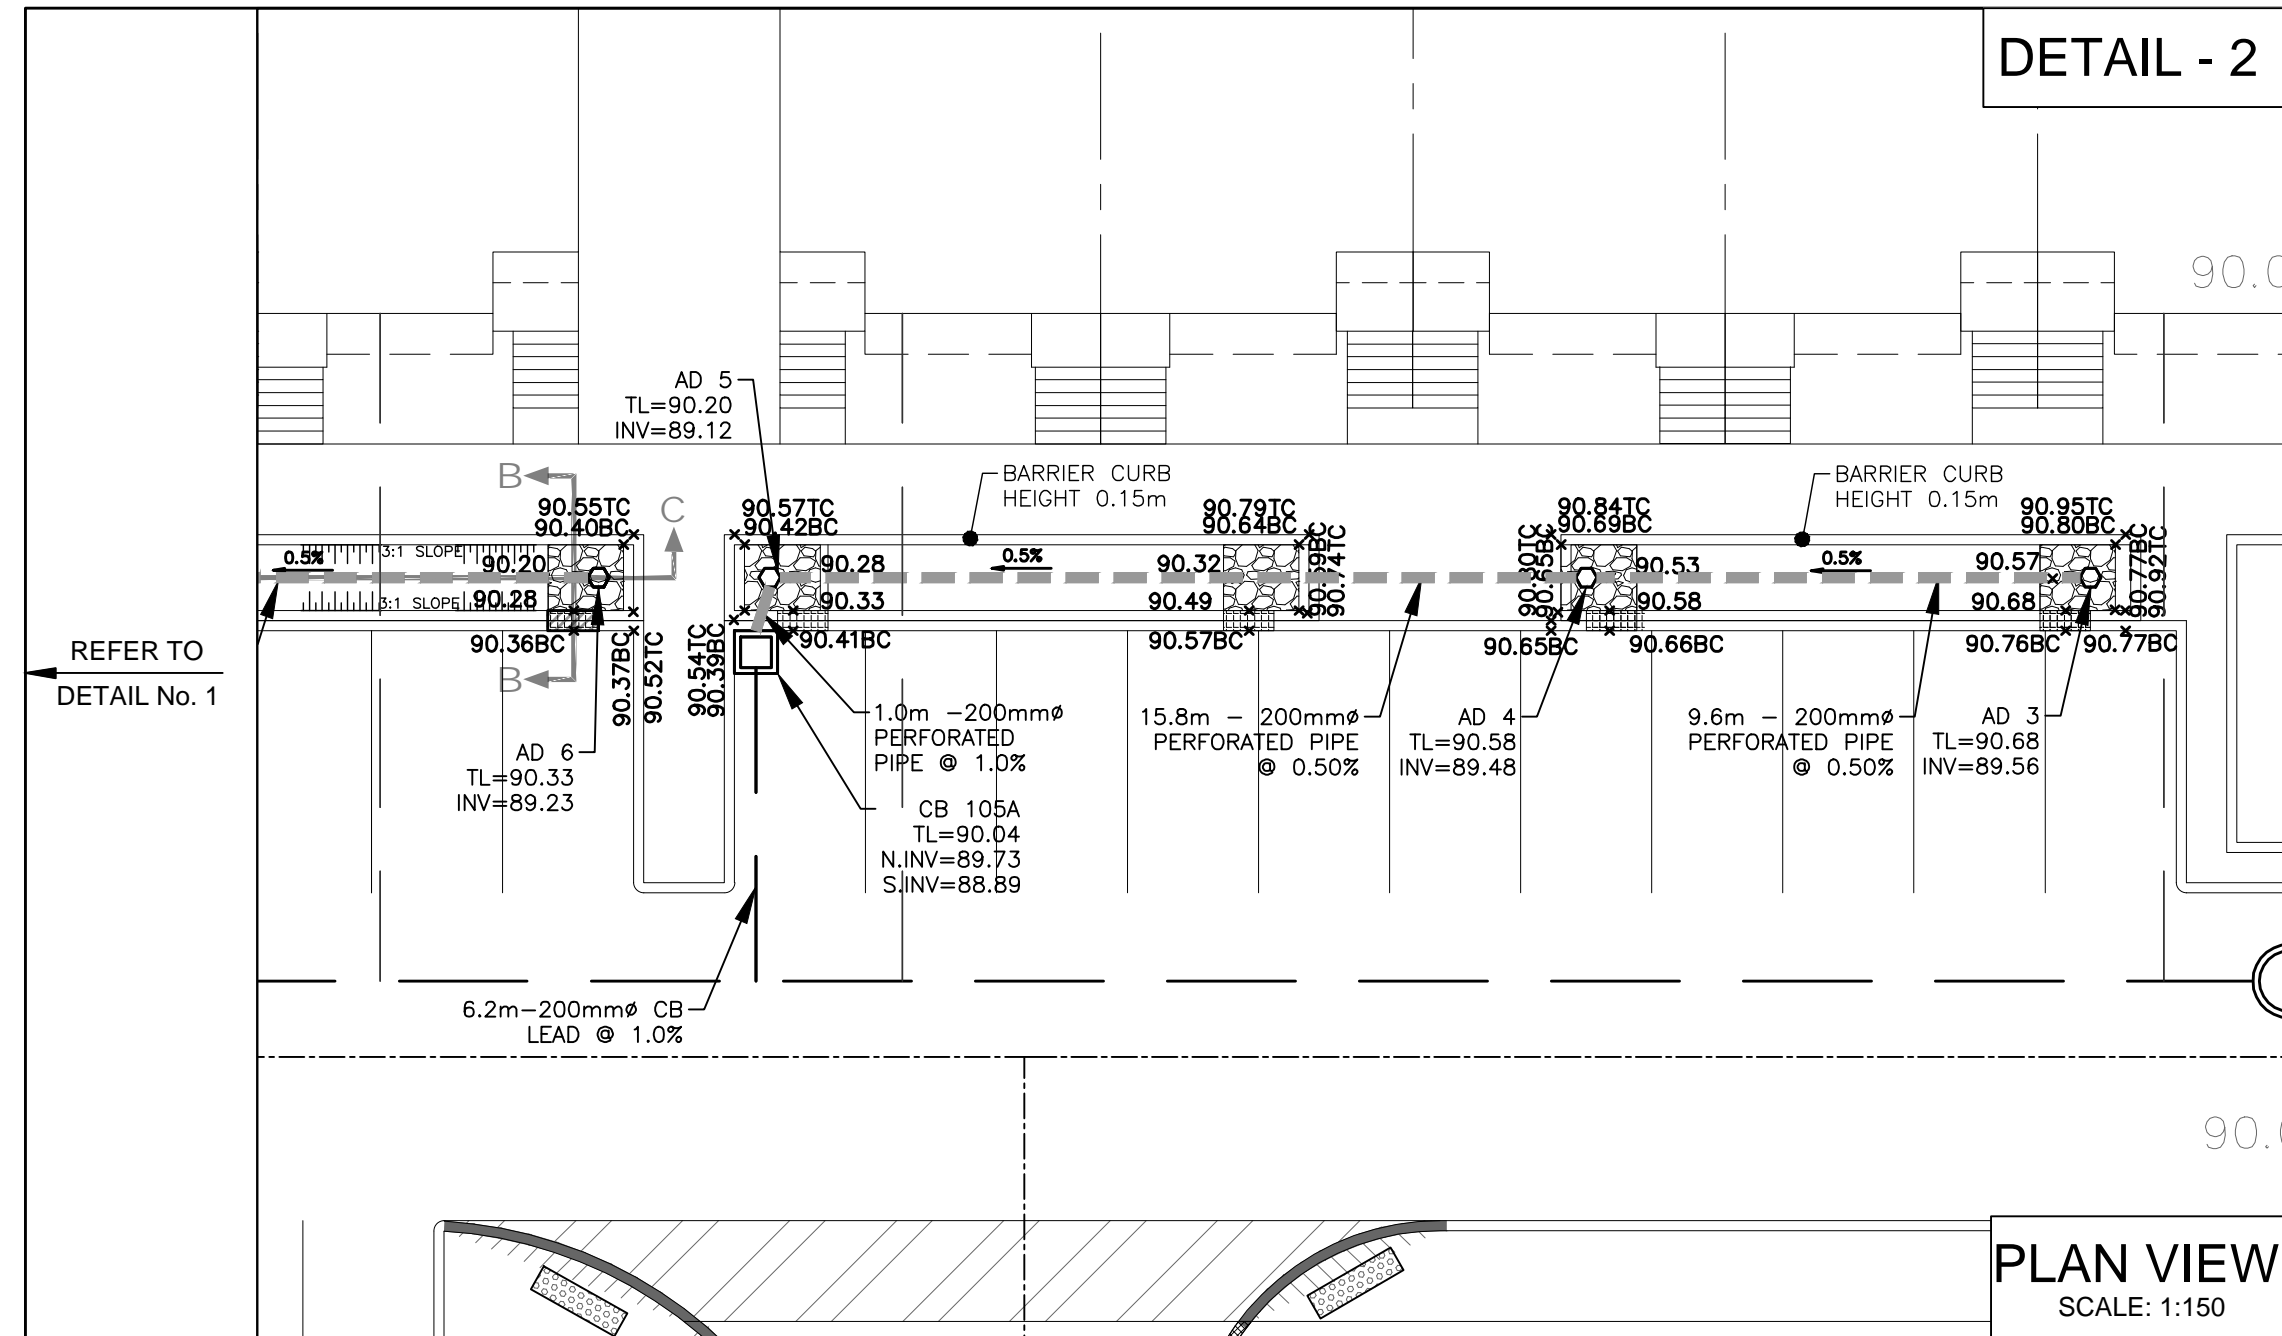 DETAIL - 2
90.0
AD 5
TL=90.20
INV=89.12
B
C
BARRIER CURB
HEIGHT 0.15m
BARRIER CURB
HEIGHT 0.15m
90.55TC
90.40BC
90.57TC
90.42BC
90.79TC
90.64BC
90.84TC
90.69BC
90.95TC
90.80BC
0.5%
3:1 SLOPE
90.20
90.28
0.5%
90.32
90.74TC
90.53
0.5%
90.57
90.77BC
90.92TC
3:1 SLOPE
90.28
90.33
90.49
90.58
90.68
90.36BC
90.37BC
90.52TC
90.54TC
90.39BC
90.41BC
90.57BC
90.65BC
90.66BC
90.76BC
90.77BC
B
REFER TO
DETAIL No. 1
AD 6
TL=90.33
INV=89.23
1.0m -200mmø
PERFORATED
PIPE @ 1.0%
15.8m - 200mmø
PERFORATED PIPE
@ 0.50%
AD 4
TL=90.58
INV=89.48
9.6m - 200mmø
PERFORATED PIPE
@ 0.50%
AD 3
TL=90.68
INV=89.56
CB 105A
TL=90.04
N.INV=89.73
S.INV=88.89
6.2m-200mmø CB
LEAD @ 1.0%
PLAN VIEW
SCALE: 1:150